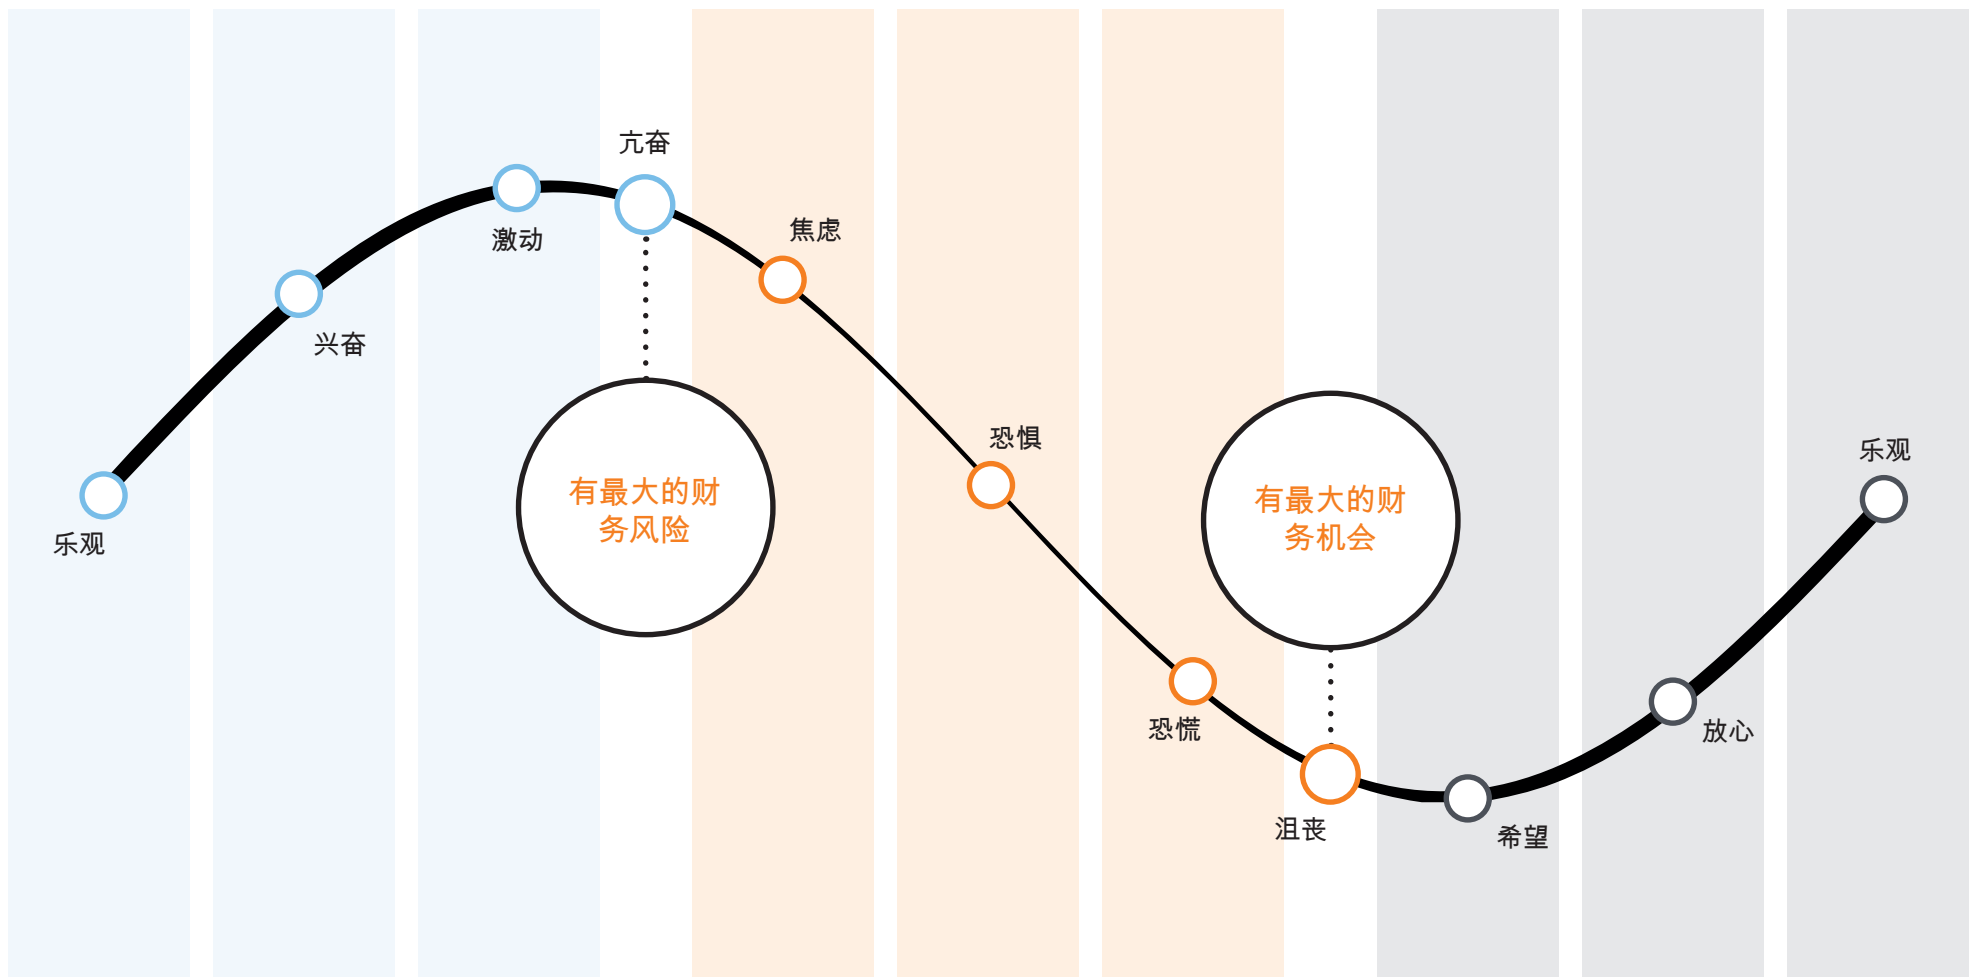 乐观
兴奋
激动
亢奋
有最大的财
务风险
焦虑
恐惧
恐慌
有最大的财
务机会
沮丧
希望
放心
乐观